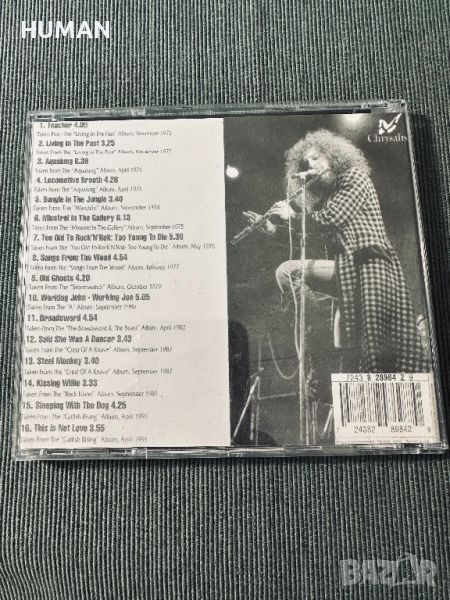 HUMAN
Chrysalis
1. Teacher 4.09
Taken From The "Living In The Past" Album, November 1972
2. Living In The Past 3.25
Taken From The "Living In The Past" Album, November 1972
3. Aqualung 6.38
Taken From The "Aqualung" Album, April 1971
4. Locomotive Breath 4.26
Taken From The "Aqualung" Album, April 1971
5. Bungle In The Jungle 3.40
Taken From The "Warchild" Album, November 1974
6. Minstrel In The Gallery 8.13
Taken From The "Minstrel In The Gallery" Album, September 1975
7. Too Old To Rock'N'Roll: Too Young To Die 5.30
Taken From The "Too Old To Rock'N'Roll: Too Young To Die" Album, May 1976
8. Songs From The Wood 4.54
Taken From The "Songs From The Wood" Album, February 1977
9. Old Ghosts 4.20
Taken From The "Stormwatch" Album, October 1979
10. Working John - Working Joe 5.05
Taken From The "A" Album, September 1980
11. Broadsword 4.54
Taken From The "The Broadsword & The Beast" Album, April 1982
12. Said She Was A Dancer 3.43
Taken From The "Crest Of A Knave" Album, September 1987
13. Steel Monkey 3.40
Taken From The "Crest Of A Knave" Album, September 1987
14. Kissing Willie 3.33
Taken From The "Rock Island" Album, September 1989
15. Sleeping With The Dog 4.25
Taken From The "Catfish Rising" Album, April 1991
16. This is Not Love 3.55
Taken From The "Catfish Rising" Album, April 1991
7243 8 28984 2 9
7 24382 89842 9
BAZAR